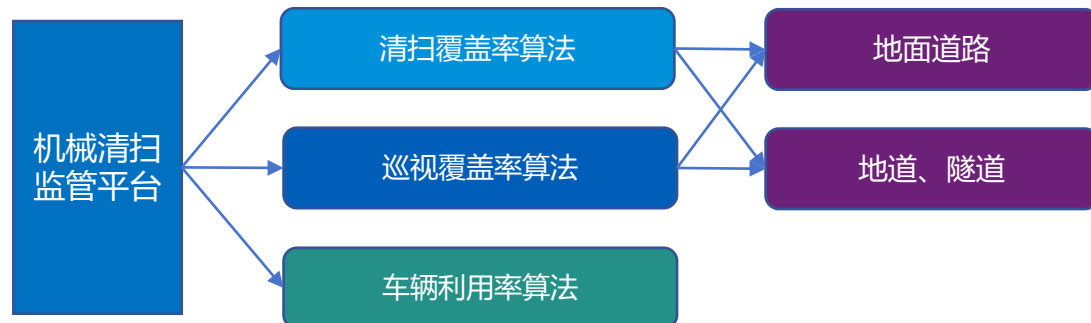 机械清扫
监管平台
清扫覆盖率算法
巡视覆盖率算法
车辆利用率算法
地面道路
地道、隧道